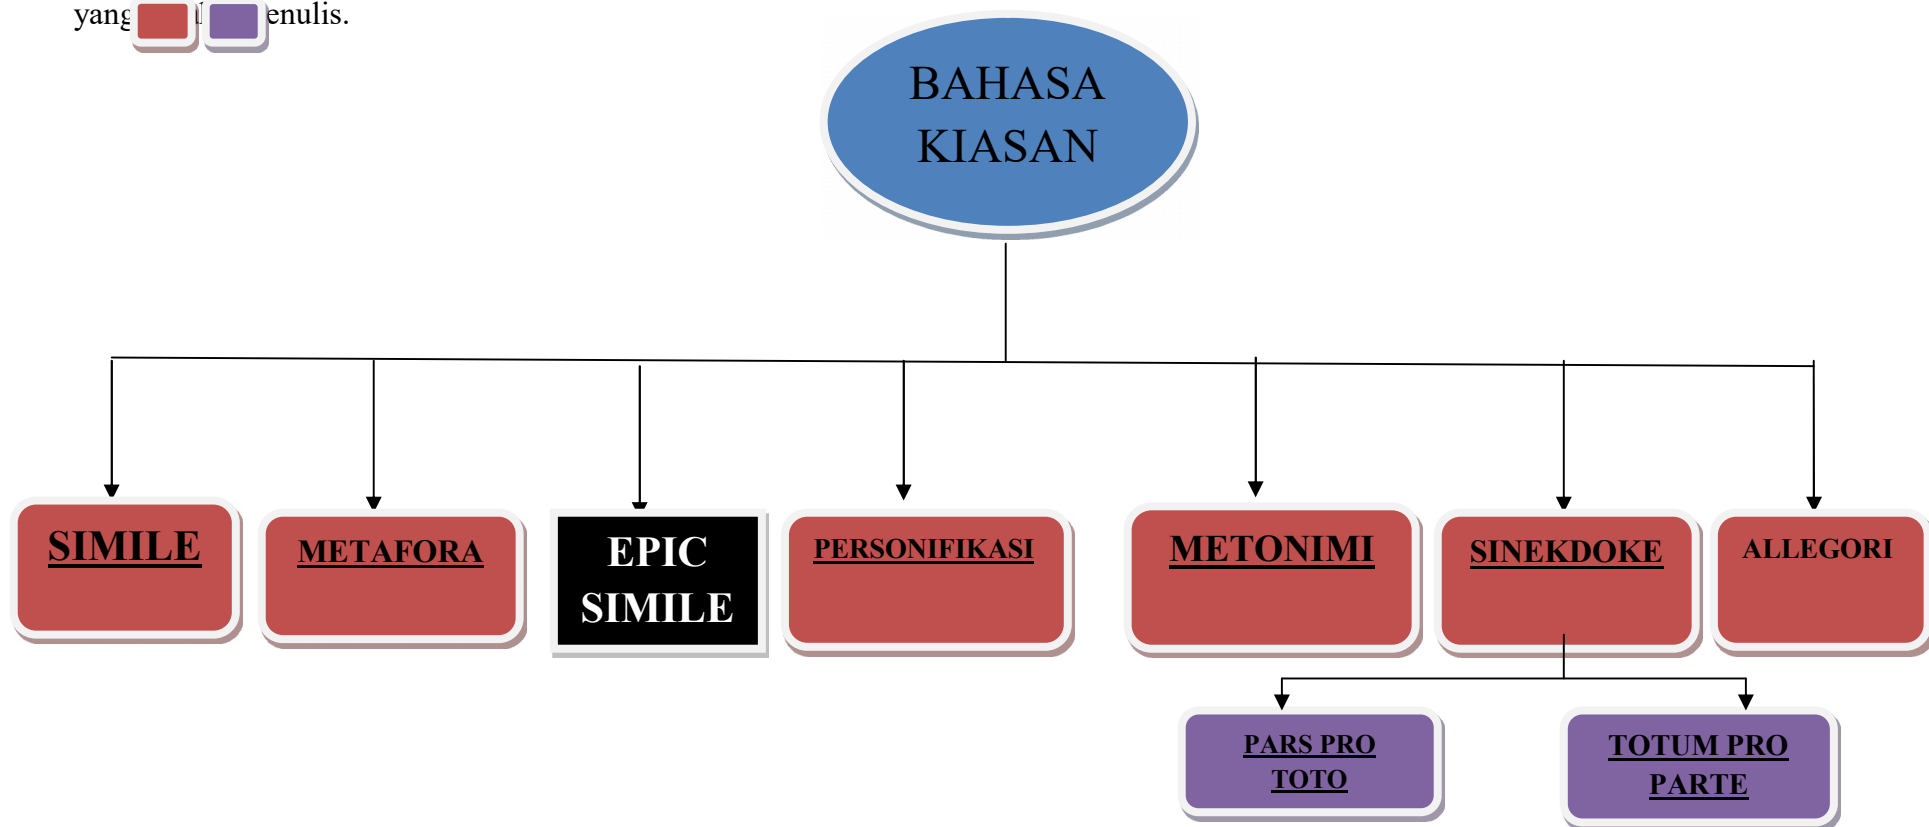 yang enulis.
BAHASA
KIASAN
SIMILE
METAFORA
EPIC
SIMILE
PERSONIFIKASI
METONIMI
SINEKDOKE
ALLEGORI
PARS PRO
TOTO
TOTUM PRO
PARTE